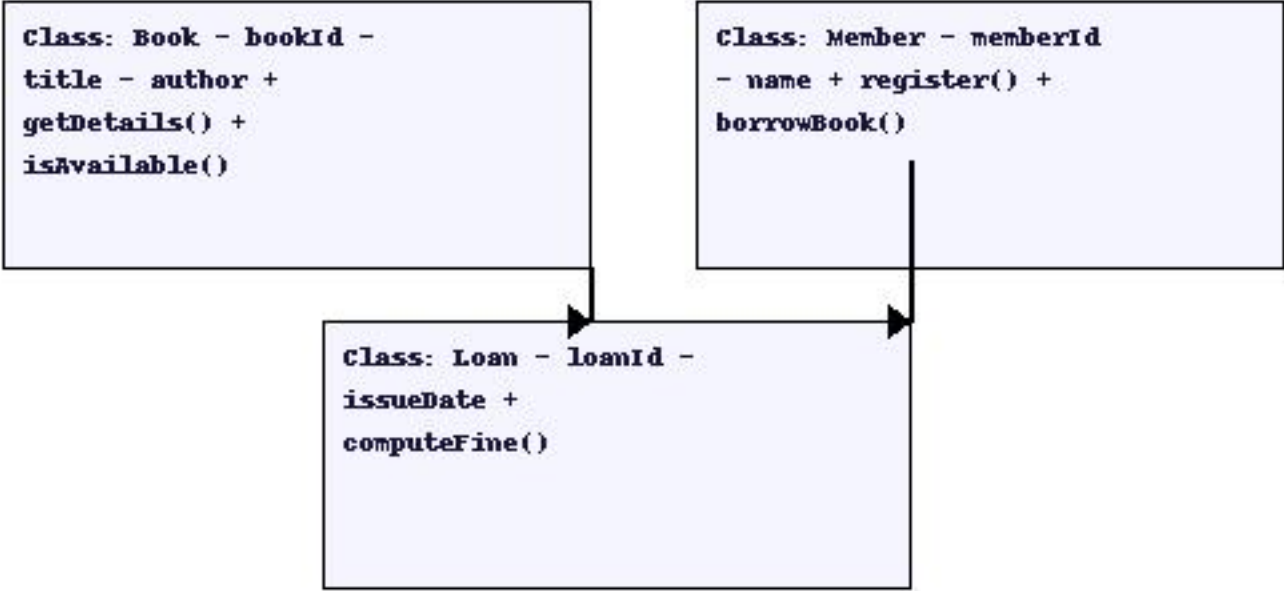 Class: Book - bookId -
title - author +
getDetails() +
isAvailable()
Class: Member - memberId
- name + register() +
borrowBook()
Class: Loan - loanId -
issueDate +
computeFine()